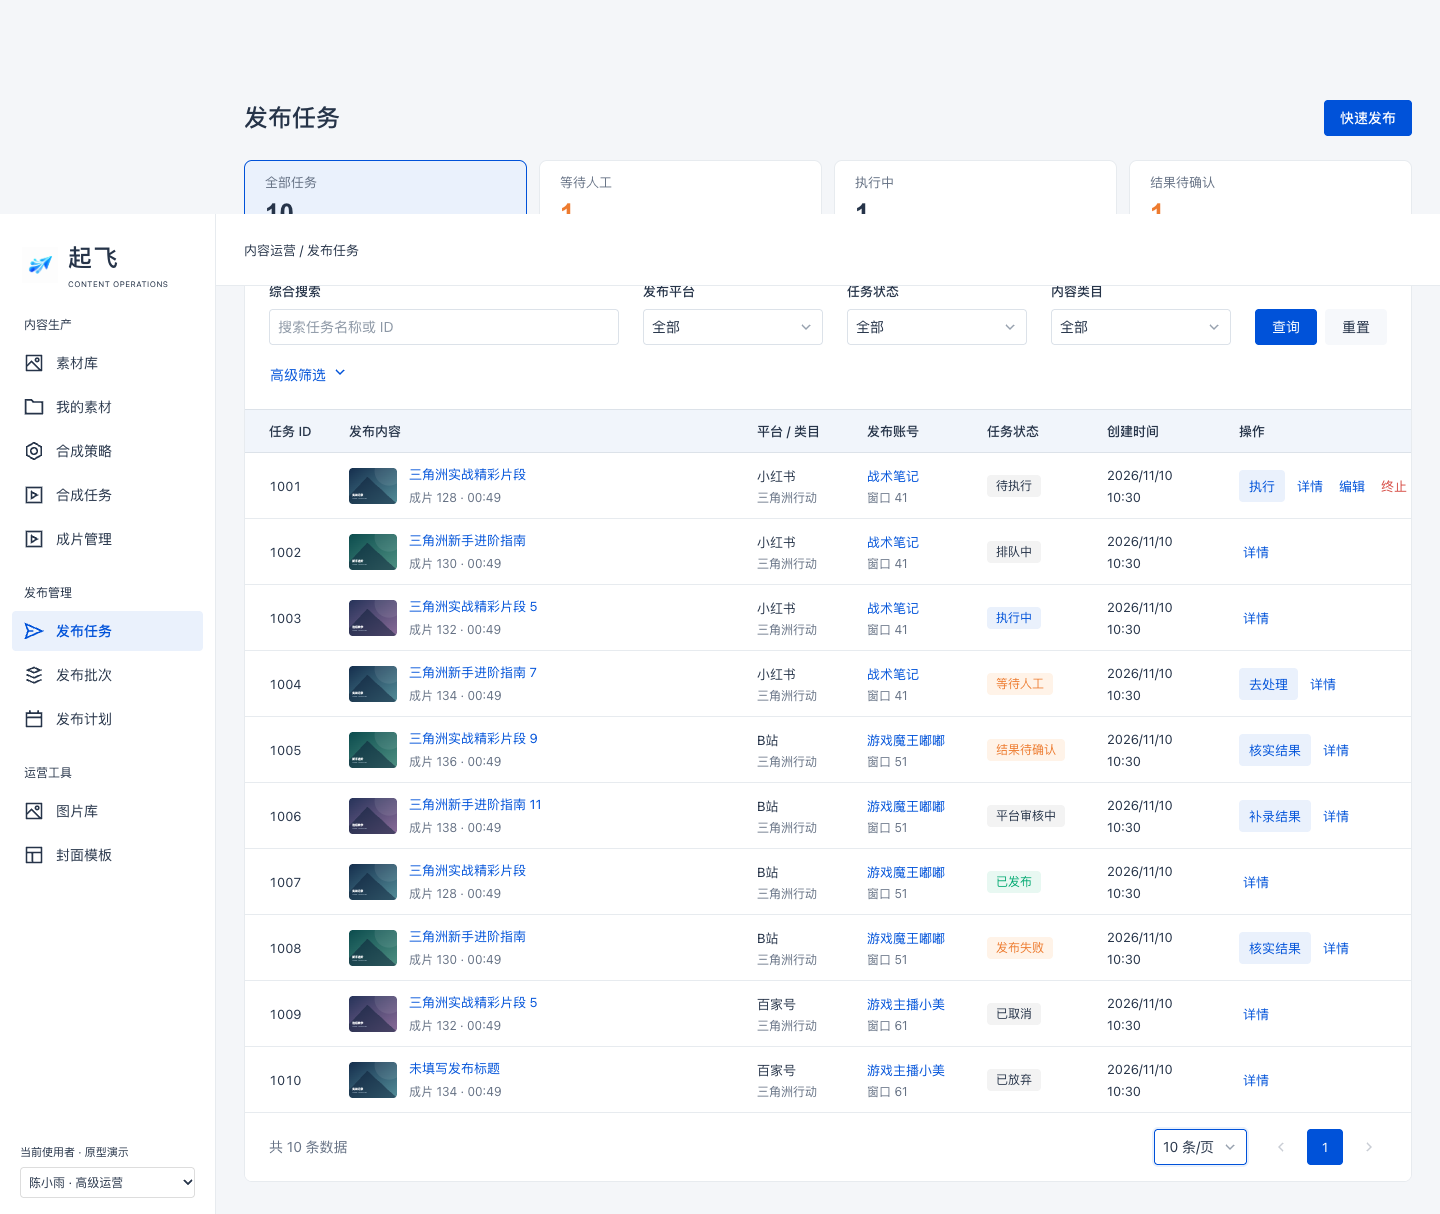 发布任务
快速发布
全部任务
10
等待人工
1
执行中
1
结果待确认
1
起飞
CONTENT OPERATIONS
内容运营 / 发布任务
内容生产
素材库
我的素材
合成策略
合成任务
成片管理
发布管理
发布任务
发布批次
发布计划
运营工具
图片库
封面模板
当前使用者 · 原型演示
陈小雨 · 高级运营
综合搜索
发布平台
任务状态
内容类目
搜索任务名称或 ID
全部
全部
全部
查询
重置
高级筛选
任务 ID
发布内容
平台 / 类目
发布账号
任务状态
创建时间
操作
1001
三角洲实战精彩片段
成片 128 · 00:49
小红书
三角洲行动
战术笔记
窗口 41
待执行
2026/11/10
10:30
执行 详情 编辑 终止
1002
三角洲新手进阶指南
成片 130 · 00:49
小红书
三角洲行动
战术笔记
窗口 41
排队中
2026/11/10
10:30
详情
1003
三角洲实战精彩片段 5
成片 132 · 00:49
小红书
三角洲行动
战术笔记
窗口 41
执行中
2026/11/10
10:30
详情
1004
三角洲新手进阶指南 7
成片 134 · 00:49
小红书
三角洲行动
战术笔记
窗口 41
等待人工
2026/11/10
10:30
去处理 详情
1005
三角洲实战精彩片段 9
成片 136 · 00:49
B站
三角洲行动
游戏魔王嘟嘟
窗口 51
结果待确认
2026/11/10
10:30
核实结果 详情
1006
三角洲新手进阶指南 11
成片 138 · 00:49
B站
三角洲行动
游戏魔王嘟嘟
窗口 51
平台审核中
2026/11/10
10:30
补录结果 详情
1007
三角洲实战精彩片段
成片 128 · 00:49
B站
三角洲行动
游戏魔王嘟嘟
窗口 51
已发布
2026/11/10
10:30
详情
1008
三角洲新手进阶指南
成片 130 · 00:49
B站
三角洲行动
游戏魔王嘟嘟
窗口 51
发布失败
2026/11/10
10:30
核实结果 详情
1009
三角洲实战精彩片段 5
成片 132 · 00:49
百家号
三角洲行动
游戏主播小美
窗口 61
已取消
2026/11/10
10:30
详情
1010
未填写发布标题
成片 134 · 00:49
百家号
三角洲行动
游戏主播小美
窗口 61
已放弃
2026/11/10
10:30
详情
共 10 条数据
10 条/页
1